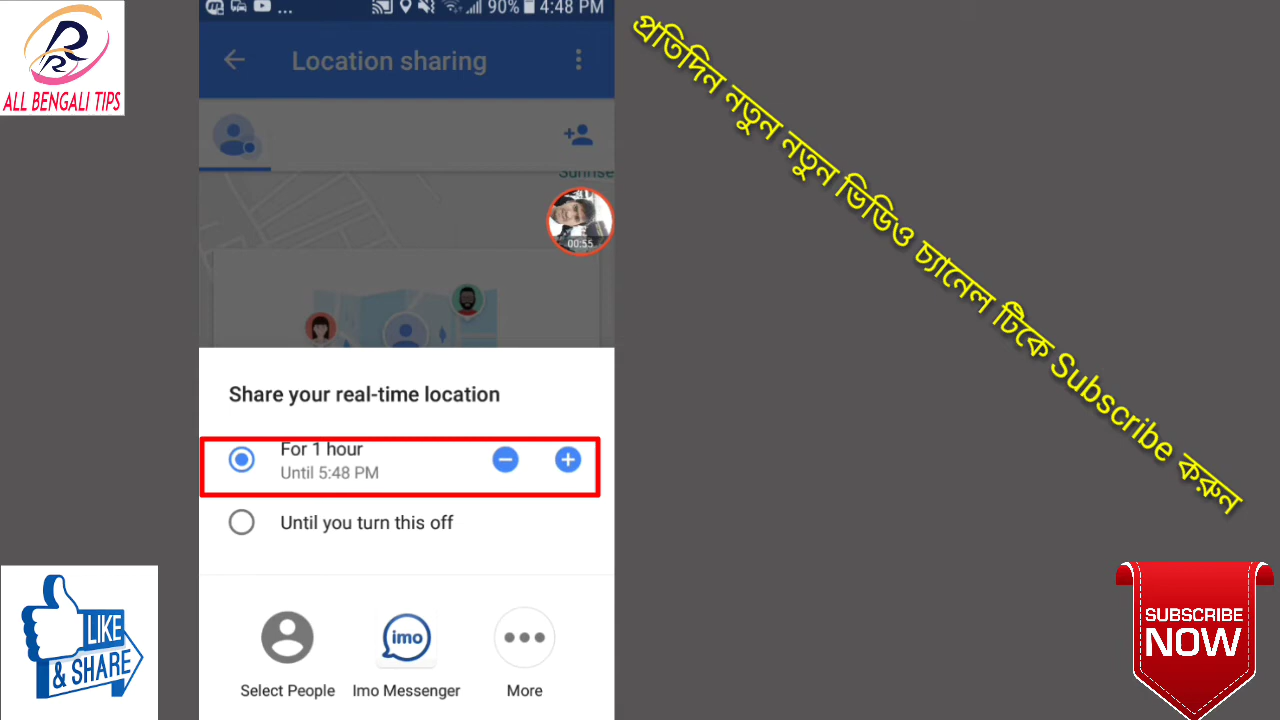 ... 90% 4:48 PM
Location sharing
প্রতিদিন নতুন নতুন ভিডিও চ্যানেল টিকে Subscribe করুন
ALL BENGALI TIPS
Sunrise
00:55
Share your real-time location
For 1 hour
Until 5:48 PM
Until you turn this off
LIKE
& SHARE
imo
Select People Imo Messenger More
SUBSCRIBE
NOW